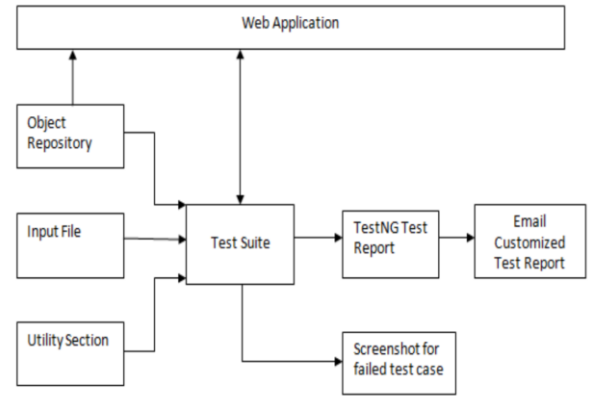 Web Application
Object
Repository
Input File
Test Suite
TestNG Test
Report
Email
Customized
Test Report
Utility Section
Screenshot for
failed test case